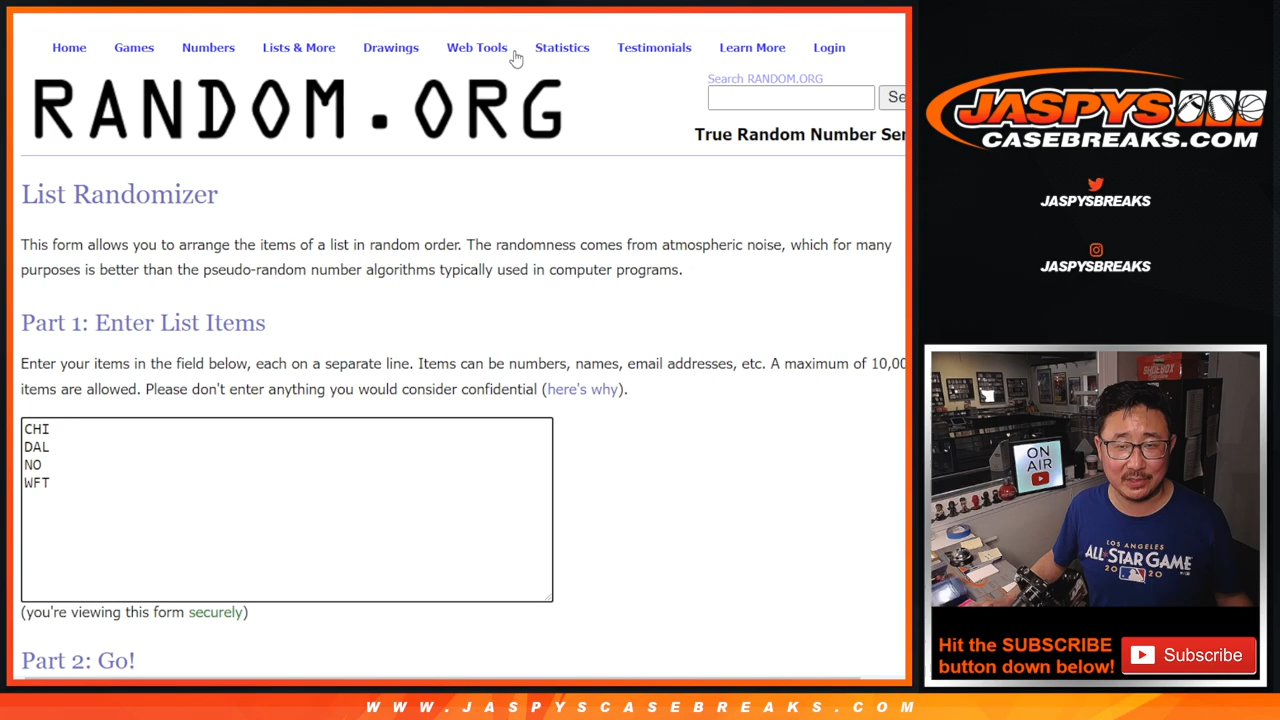 Home Games Numbers Lists & More Drawings Web Tools Statistics Testimonials Learn More Login
RANDOM.ORG
Search RANDOM.ORG
Se
True Random Number Ser
List Randomizer
This form allows you to arrange the items of a list in random order. The randomness comes from atmospheric noise, which for many
purposes is better than the pseudo-random number algorithms typically used in computer programs.
Part 1: Enter List Items
Enter your items in the field below, each on a separate line. Items can be numbers, names, email addresses, etc. A maximum of 10,00
items are allowed. Please don't enter anything you would consider confidential (here's why).
CHI
DAL
NO
WFT
(you're viewing this form securely)
Part 2: Go!
JASPYS
CASEBREAKS.COM
JASPYSBREAKS
JASPYSBREAKS
SHOEBOX
ON
AIR
LOS ANGELES
ALL★STAR GAME
2020
Hit the SUBSCRIBE
button down below!
Subscribe
WWW.JASPYSCASEBREAKS.COM